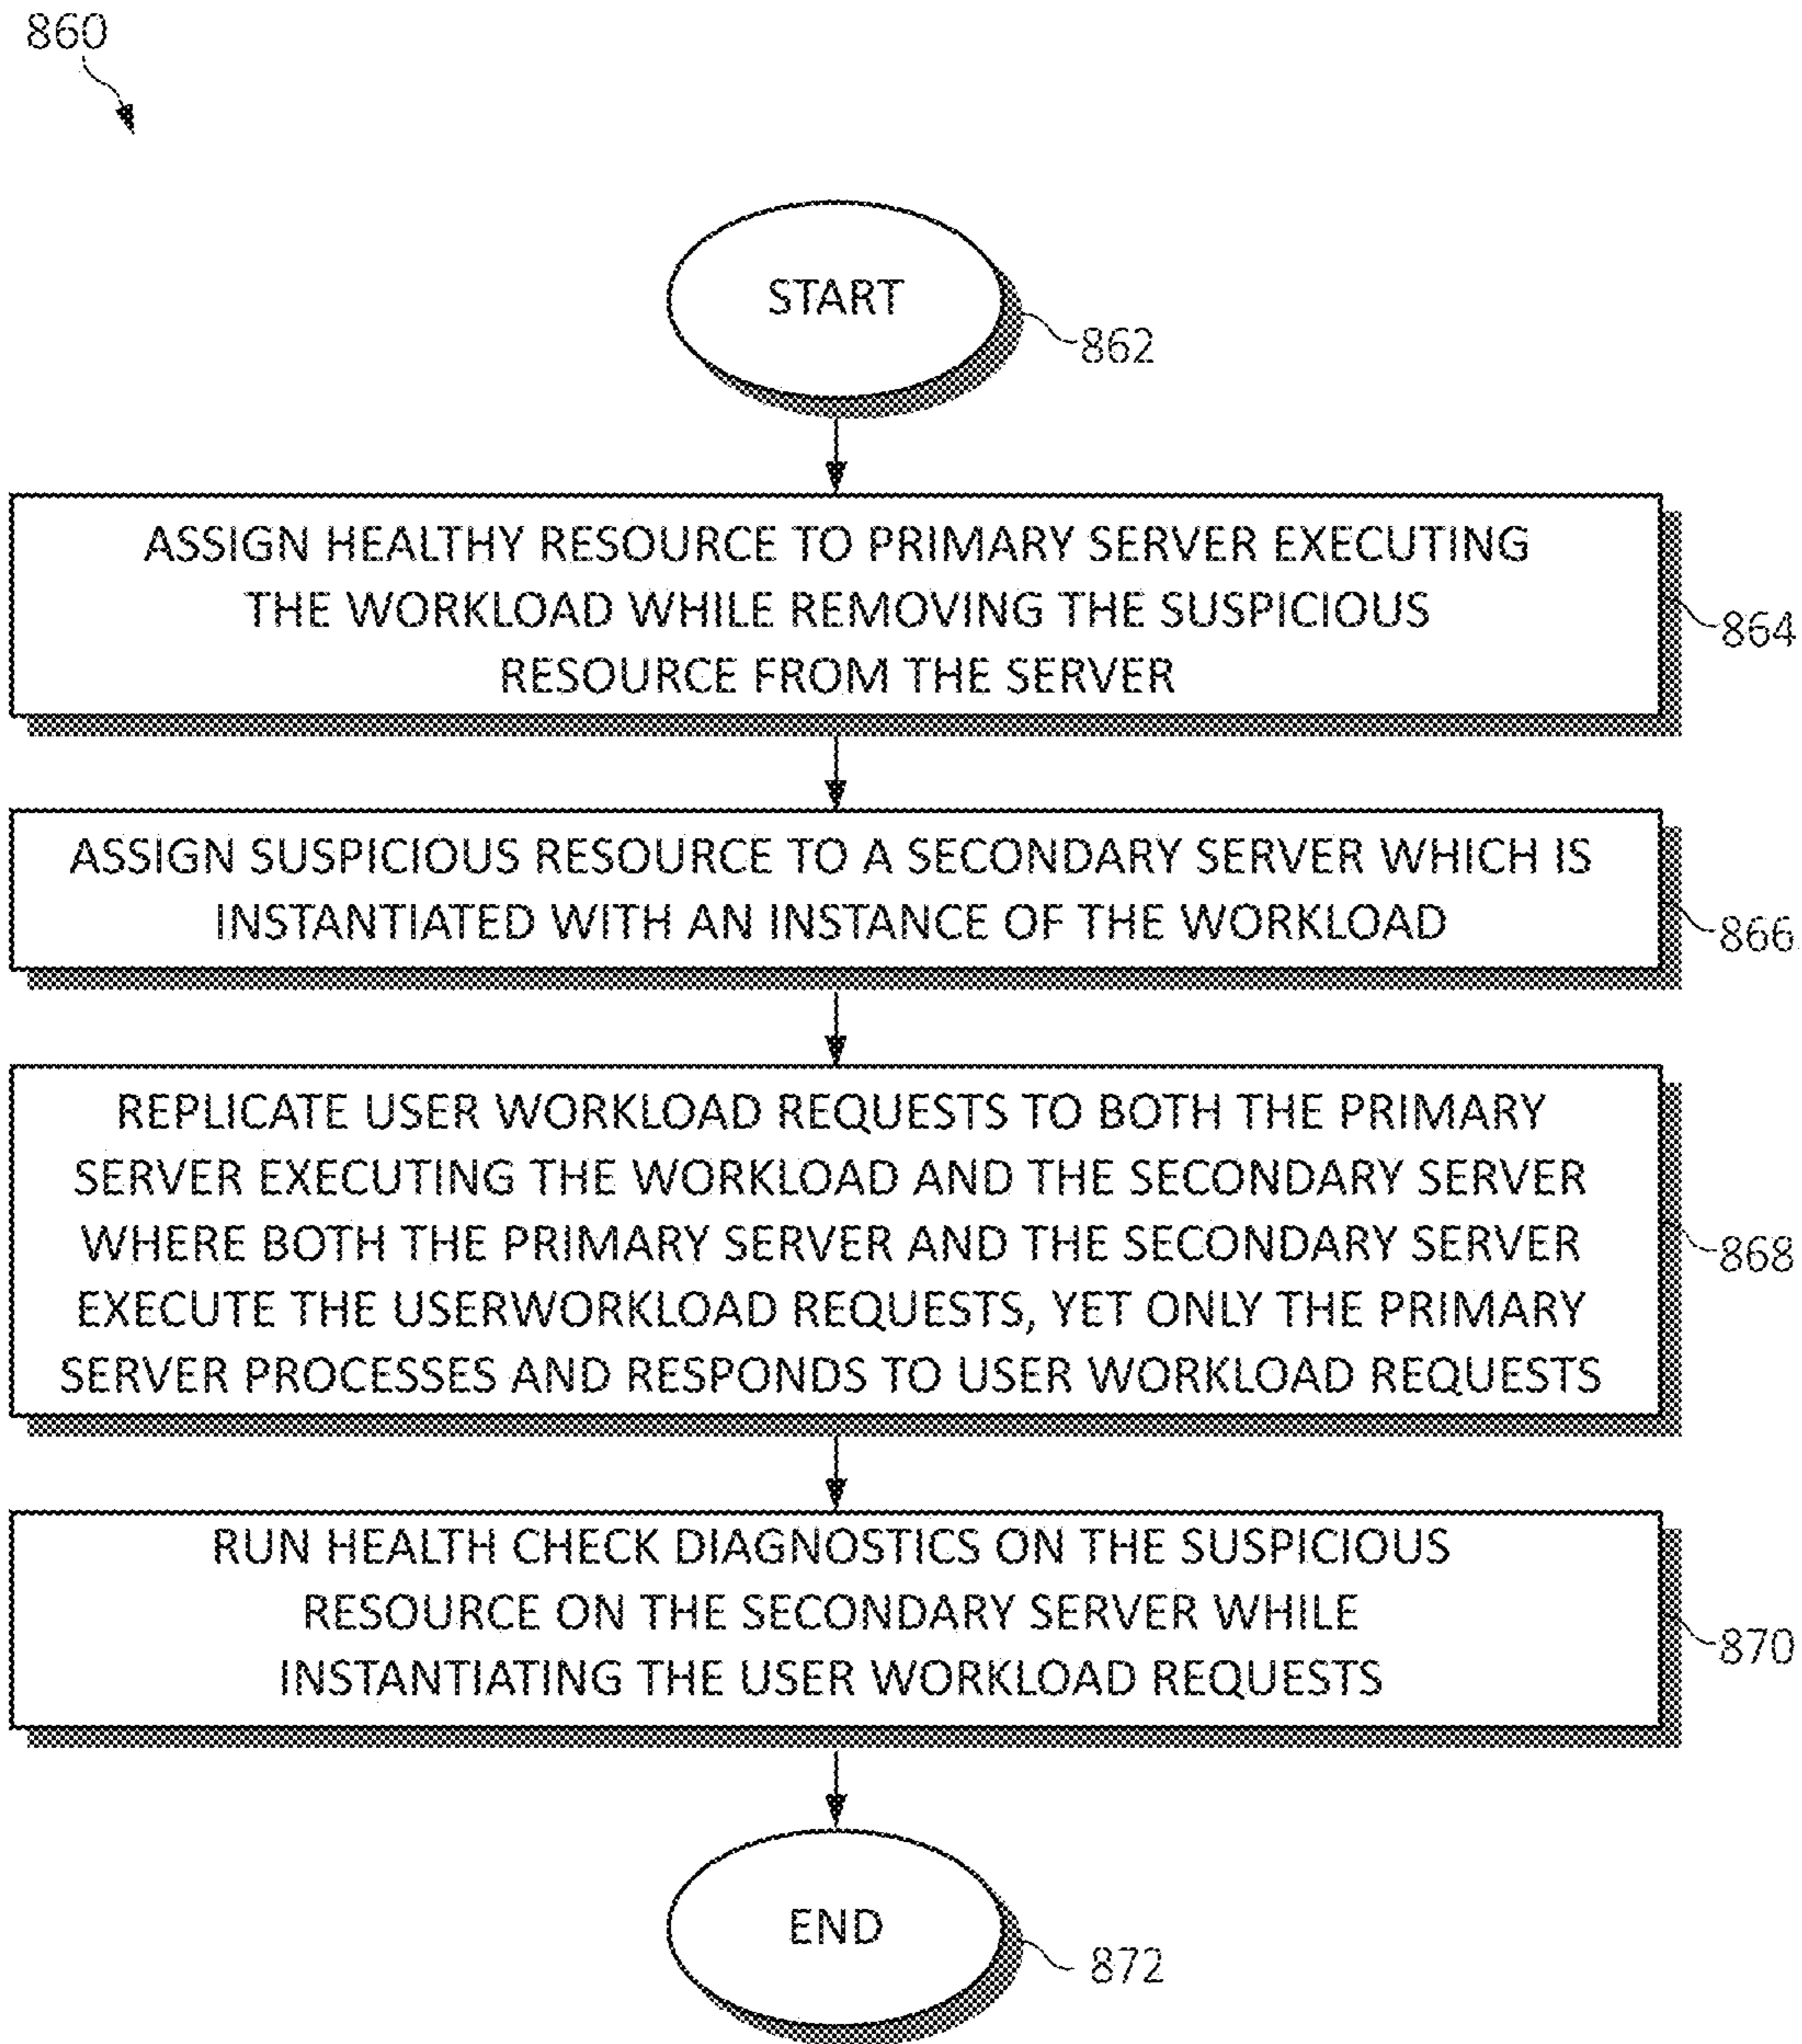 860
START
862
ASSIGN HEALTHY RESOURCE TO PRIMARY SERVER EXECUTING
THE WORKLOAD WHILE REMOVING THE SUSPICIOUS
RESOURCE FROM THE SERVER
864
ASSIGN SUSPICIOUS RESOURCE TO A SECONDARY SERVER WHICH IS
INSTANTIATED WITH AN INSTANCE OF THE WORKLOAD
866
REPLICATE USER WORKLOAD REQUESTS TO BOTH THE PRIMARY
SERVER EXECUTING THE WORKLOAD AND THE SECONDARY SERVER
WHERE BOTH THE PRIMARY SERVER AND THE SECONDARY SERVER
EXECUTE THE USERWORKLOAD REQUESTS, YET ONLY THE PRIMARY
SERVER PROCESSES AND RESPONDS TO USER WORKLOAD REQUESTS
868
RUN HEALTH CHECK DIAGNOSTICS ON THE SUSPICIOUS
RESOURCE ON THE SECONDARY SERVER WHILE
INSTANTIATING THE USER WORKLOAD REQUESTS
870
END
872